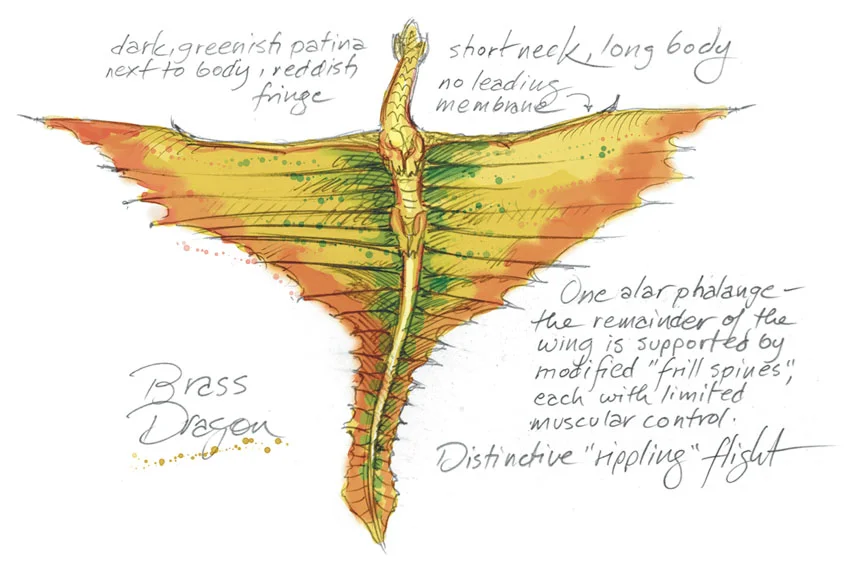 dark, greenish patina
next to body, reddish
fringe
short neck, long body
no leading
membrane
One alar phalange –
the remainder of the
wing is supported by
modified "frill spines",
each with limited
muscular control.
Distinctive "rippling" flight
Brass
Dragon